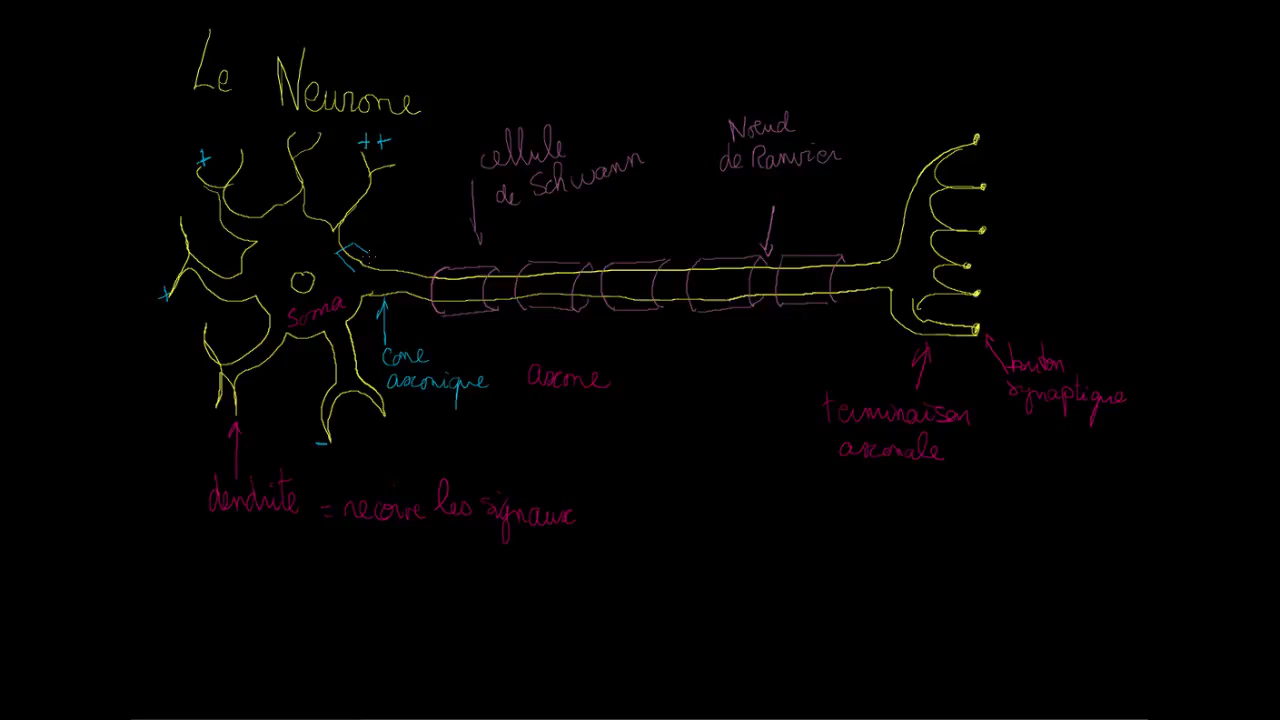 Le Neurone
+
++
cellule
de Schwann
Noeud
de Ranvier
+
soma
cone
axonique
axone
bouton
synaptique
terminaison
axonale
-
dendrite = recoire les signaux